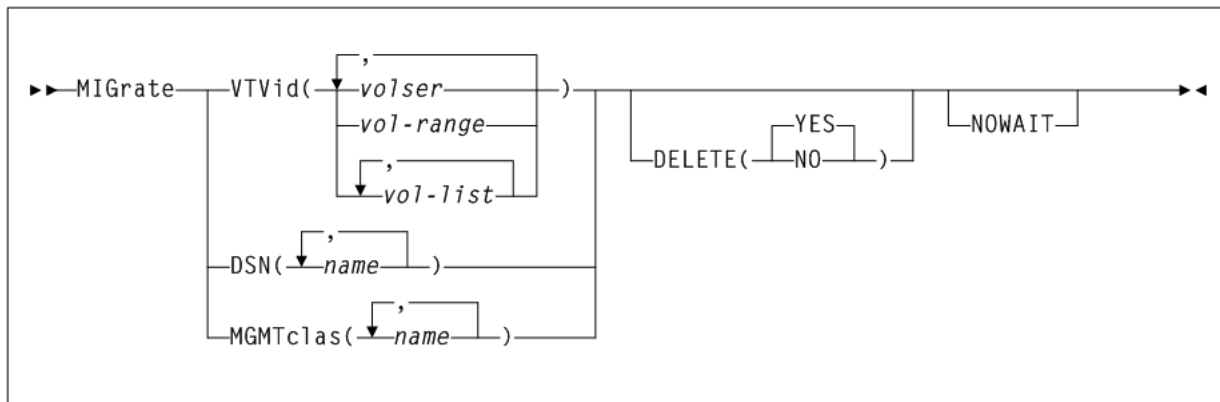 ,
MIGrate VTVid( volser )
vol-range
YES
NOWAIT
DELETE( NO )
,
vol-list
,
DSN( name )
,
MGMTclas( name )